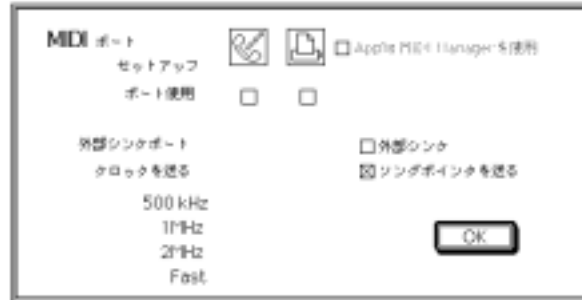 MIDI ポート
セットアップ
Apple MIDI Managerを使用
ポート使用
外部シンクポート
外部シンク
クロックを送る
ソングポインタを送る
500 kHz
1MHz
2MHz
Fast
OK